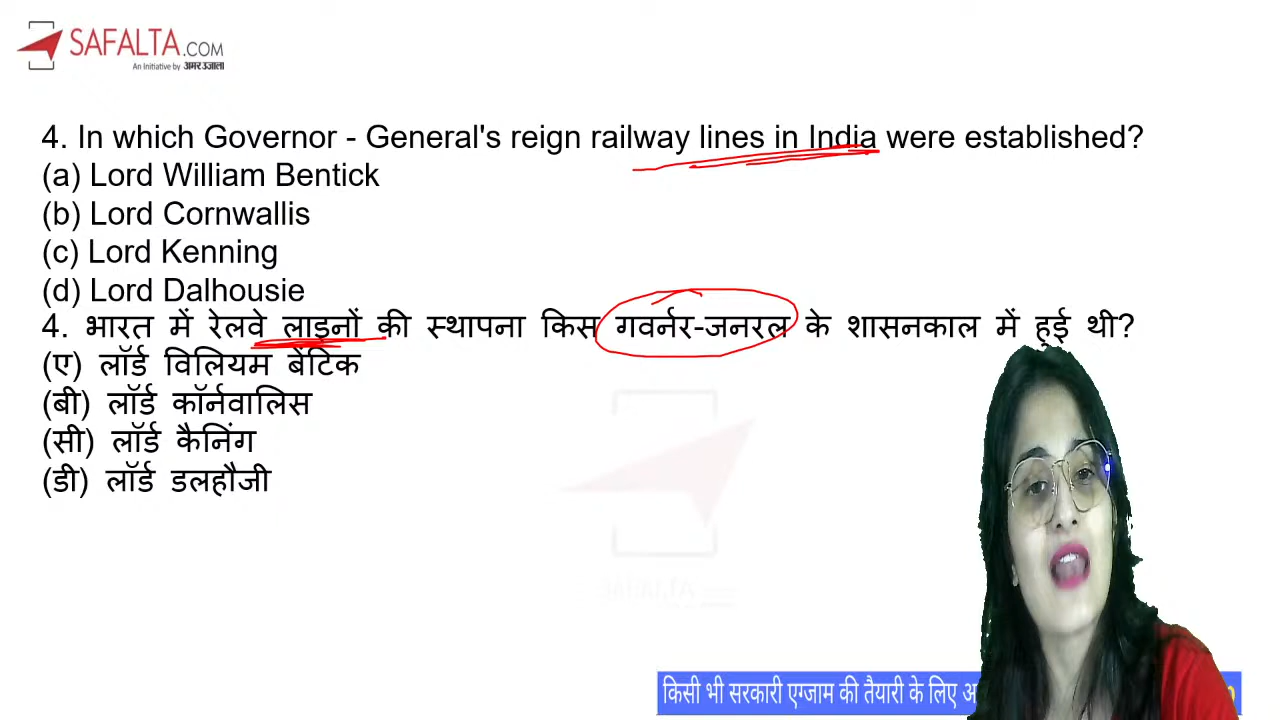 SAFALTA.COM
An Initiative by अमर उजाला
4. In which Governor - General's reign railway lines in India were established?
(a) Lord William Bentick
(b) Lord Cornwallis
(c) Lord Kenning
(d) Lord Dalhousie
4. भारत में रेलवे लाइनों की स्थापना किस गवर्नर-जनरल के शासनकाल में हुई थी?
(ए) लॉर्ड विलियम बेंटिक
(बी) लॉर्ड कॉर्नवालिस
(सी) लॉर्ड कैनिंग
(डी) लॉर्ड डलहौजी
किसी भी सरकारी एग्जाम की तैयारी के लिए